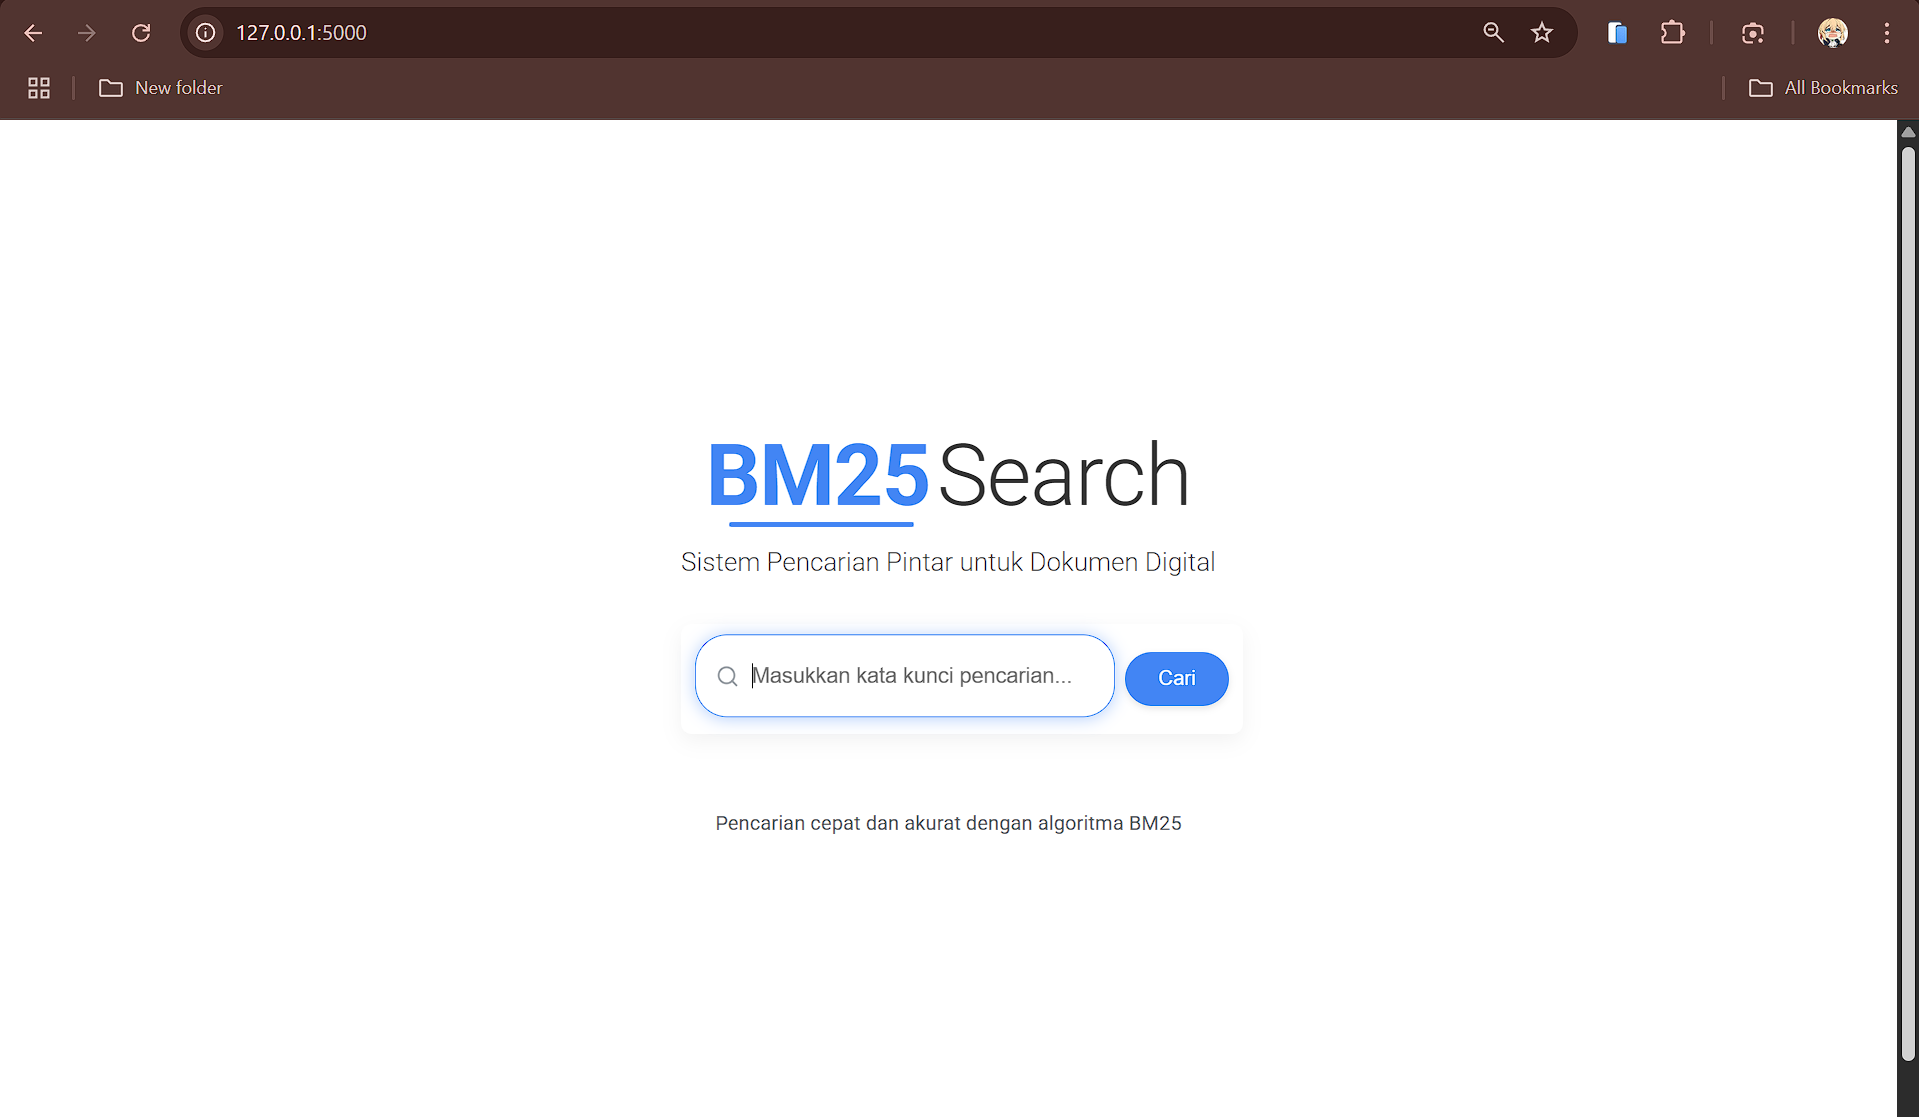 127.0.0.1:5000
New folder
All Bookmarks
BM25 Search
Sistem Pencarian Pintar untuk Dokumen Digital
Masukkan kata kunci pencarian...
Cari
Pencarian cepat dan akurat dengan algoritma BM25